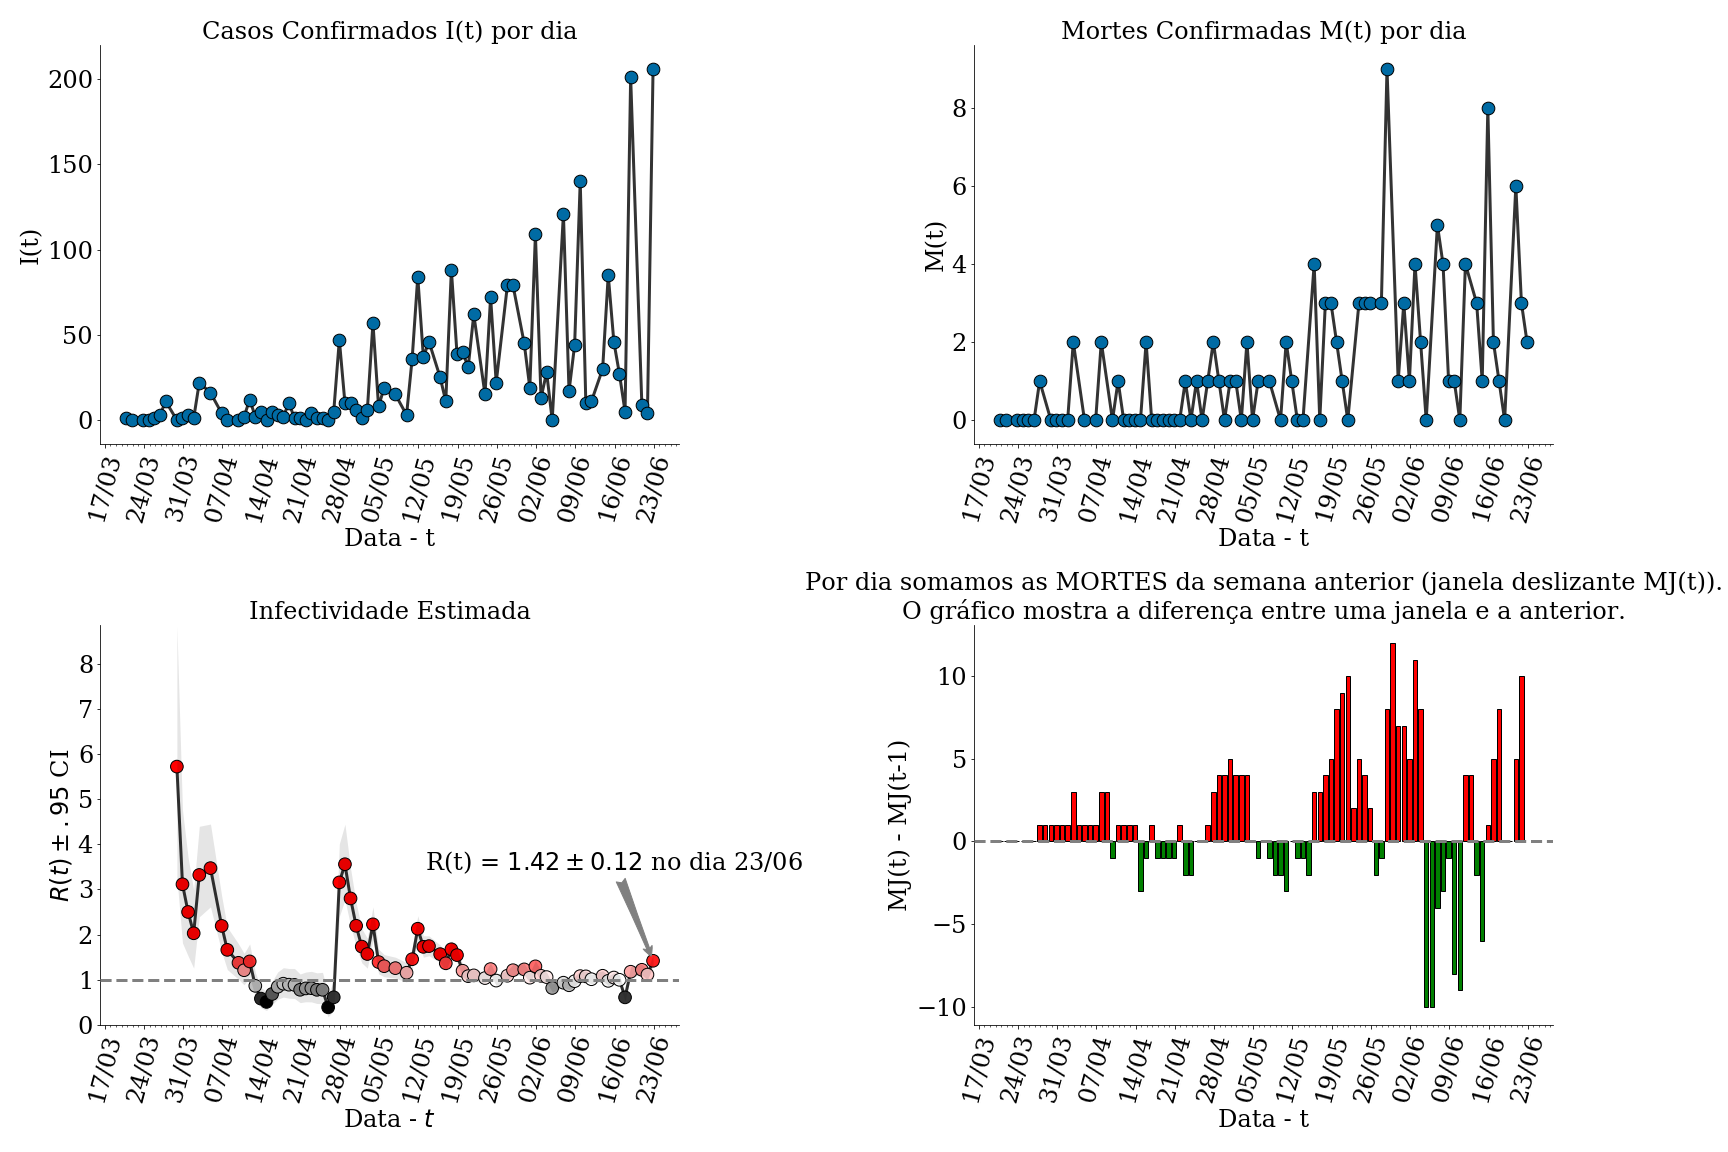 Casos Confirmados I(t) por dia
I(t)
200
150
100
50
0
17/03 24/03 31/03 07/04 14/04 21/04 28/04 05/05 12/05 19/05 26/05 02/06 09/06 16/06 23/06
Data - t
Mortes Confirmadas M(t) por dia
M(t)
8
6
4
2
0
17/03 24/03 31/03 07/04 14/04 21/04 28/04 05/05 12/05 19/05 26/05 02/06 09/06 16/06 23/06
Data - t
Infectividade Estimada
R(t) ± .95 CI
8
7
6
5
4
3
2
1
0
R(t) = 1.42 ± 0.12 no dia 23/06
17/03 24/03 31/03 07/04 14/04 21/04 28/04 05/05 12/05 19/05 26/05 02/06 09/06 16/06 23/06
Data - t
Por dia somamos as MORTES da semana anterior (janela deslizante MJ(t)).
O gráfico mostra a diferença entre uma janela e a anterior.
MJ(t) - MJ(t-1)
10
5
0
−5
−10
17/03 24/03 31/03 07/04 14/04 21/04 28/04 05/05 12/05 19/05 26/05 02/06 09/06 16/06 23/06
Data - t